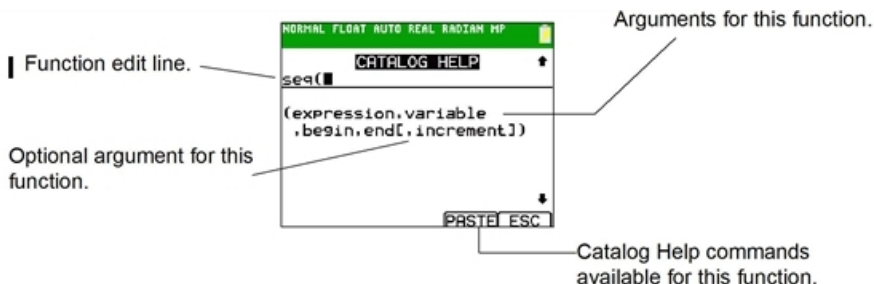 Arguments for this function.
NORMAL FLOAT AUTO REAL RADIAN MP
Function edit line.
CATALOG HELP
seq(
(expression,variable
,begin,end[,increment])
Optional argument for this
function.
PASTE ESC
Catalog Help commands
available for this function.